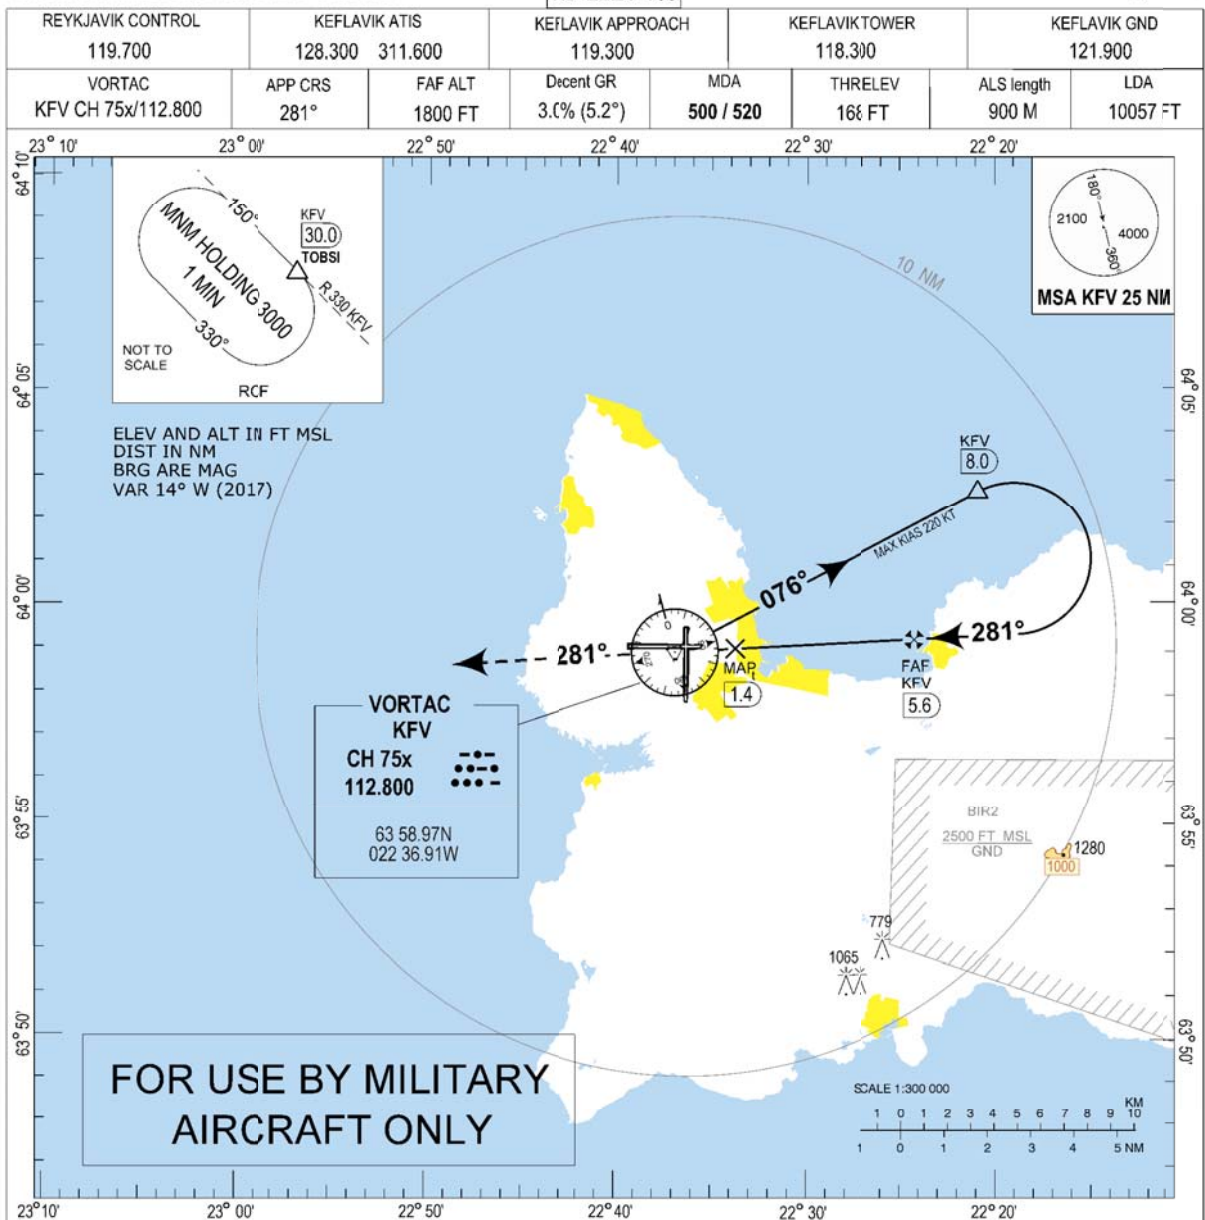 REYKJAVIK CONTROL
119.700
KEFLAVIK ATIS
128.300 311.600
KEFLAVIK APPROACH
119.300
KEFLAVIK TOWER
118.300
KEFLAVIK GND
121.900
VORTAC
KFV CH 75x/112.800
APP CRS
281°
FAF ALT
1800 FT
Decent GR
3.0% (5.2°)
MDA
500 / 520
THRELEV
168 FT
ALS length
900 M
LDA
10057 FT
23° 10'
23° 00'
22° 50'
22° 40'
22° 30'
22° 20'
64° 10'
150°
MNM HOLDING 3000
1 MIN
330°
KFV
30.0
TOBSI
R 330 KFV
NOT TO
SCALE
RCF
180°
2100
4000
360°
MSA KFV 25 NM
10 NM
64° 05'
64° 05'
ELEV AND ALT IN FT MSL
DIST IN NM
BRG ARE MAG
VAR 14° W (2017)
KFV
8.0
MAX KIAS 220 KT
076°
64° 00'
64° 00'
281°
281°
0
270
MAPt
1.4
FAF
KFV
5.6
VORTAC
KFV
CH 75x
112.800
63 58.97N
022 36.91W
63° 55'
63° 55'
BIR2
2500 FT MSL
GND
1280
1000
779
1065
63° 50'
63° 50'
FOR USE BY MILITARY
AIRCRAFT ONLY
SCALE 1:300 000
KM
1 0 1 2 3 4 5 6 7 8 9 10
1 0 1 2 3 4 5 NM
23° 10'
23° 00'
22° 50'
22° 40'
22° 30'
22° 20'